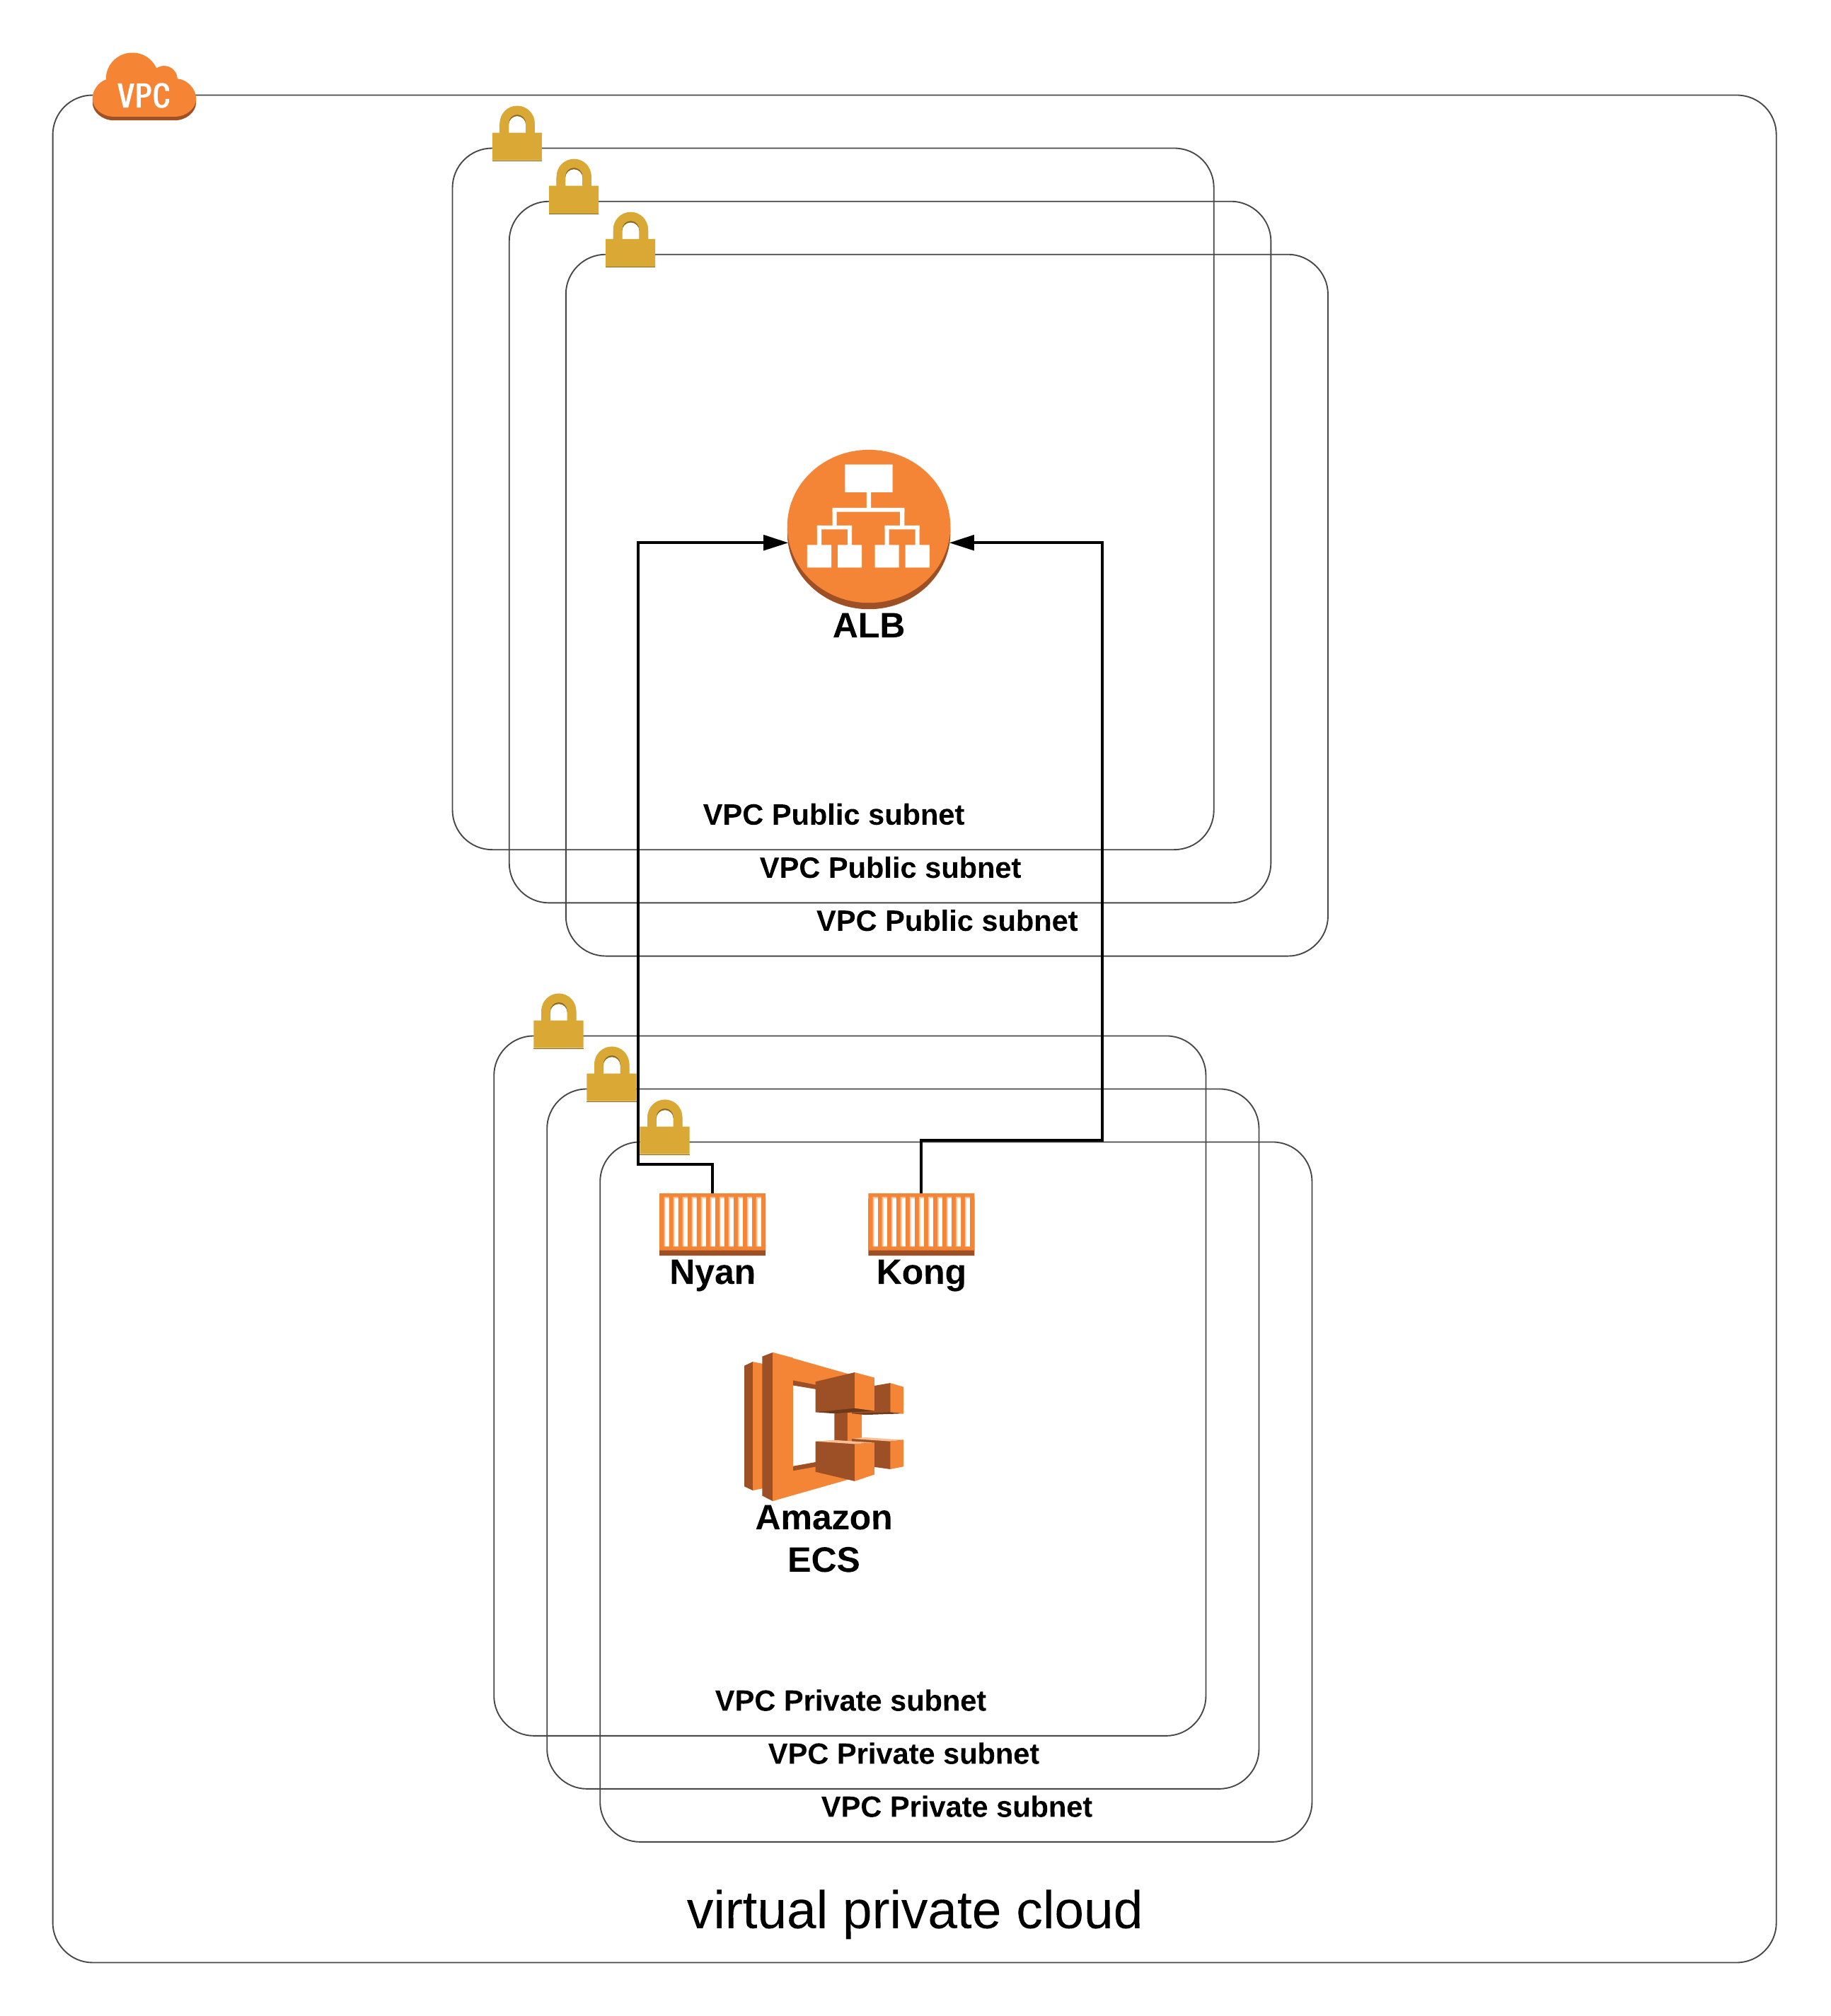 VPC
ALB
VPC Public subnet
VPC Public subnet
VPC Public subnet
Nyan
Kong
Amazon
ECS
VPC Private subnet
VPC Private subnet
VPC Private subnet
virtual private cloud